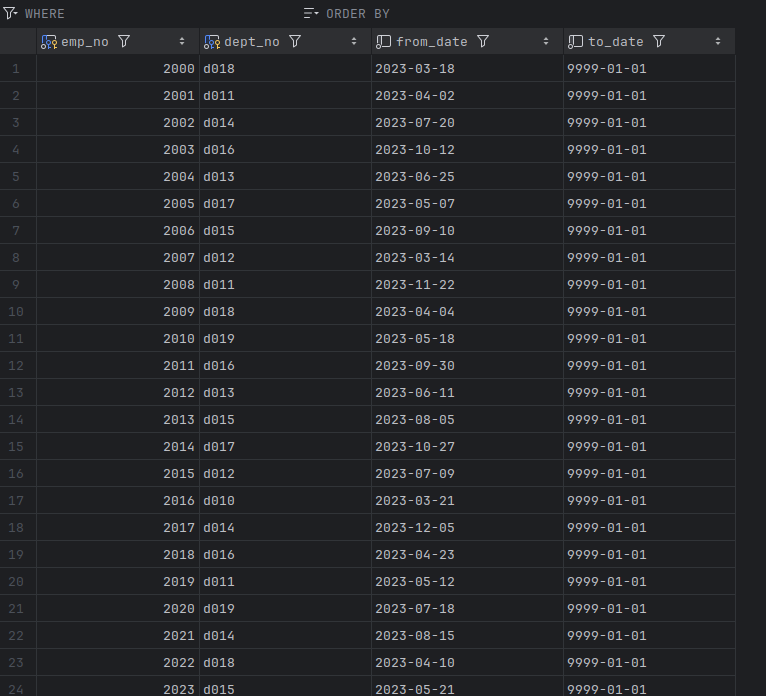 WHERE ORDER BY
emp_no dept_no from_date to_date
1 2000 d018 2023-03-18 9999-01-01
2 2001 d011 2023-04-02 9999-01-01
3 2002 d014 2023-07-20 9999-01-01
4 2003 d016 2023-10-12 9999-01-01
5 2004 d013 2023-06-25 9999-01-01
6 2005 d017 2023-05-07 9999-01-01
7 2006 d015 2023-09-10 9999-01-01
8 2007 d012 2023-03-14 9999-01-01
9 2008 d011 2023-11-22 9999-01-01
10 2009 d018 2023-04-04 9999-01-01
11 2010 d019 2023-05-18 9999-01-01
12 2011 d016 2023-09-30 9999-01-01
13 2012 d013 2023-06-11 9999-01-01
14 2013 d015 2023-08-05 9999-01-01
15 2014 d017 2023-10-27 9999-01-01
16 2015 d012 2023-07-09 9999-01-01
17 2016 d010 2023-03-21 9999-01-01
18 2017 d014 2023-12-05 9999-01-01
19 2018 d016 2023-04-23 9999-01-01
20 2019 d011 2023-05-12 9999-01-01
21 2020 d019 2023-07-18 9999-01-01
22 2021 d014 2023-08-15 9999-01-01
23 2022 d018 2023-04-10 9999-01-01
24 2023 d015 2023-05-21 9999-01-01